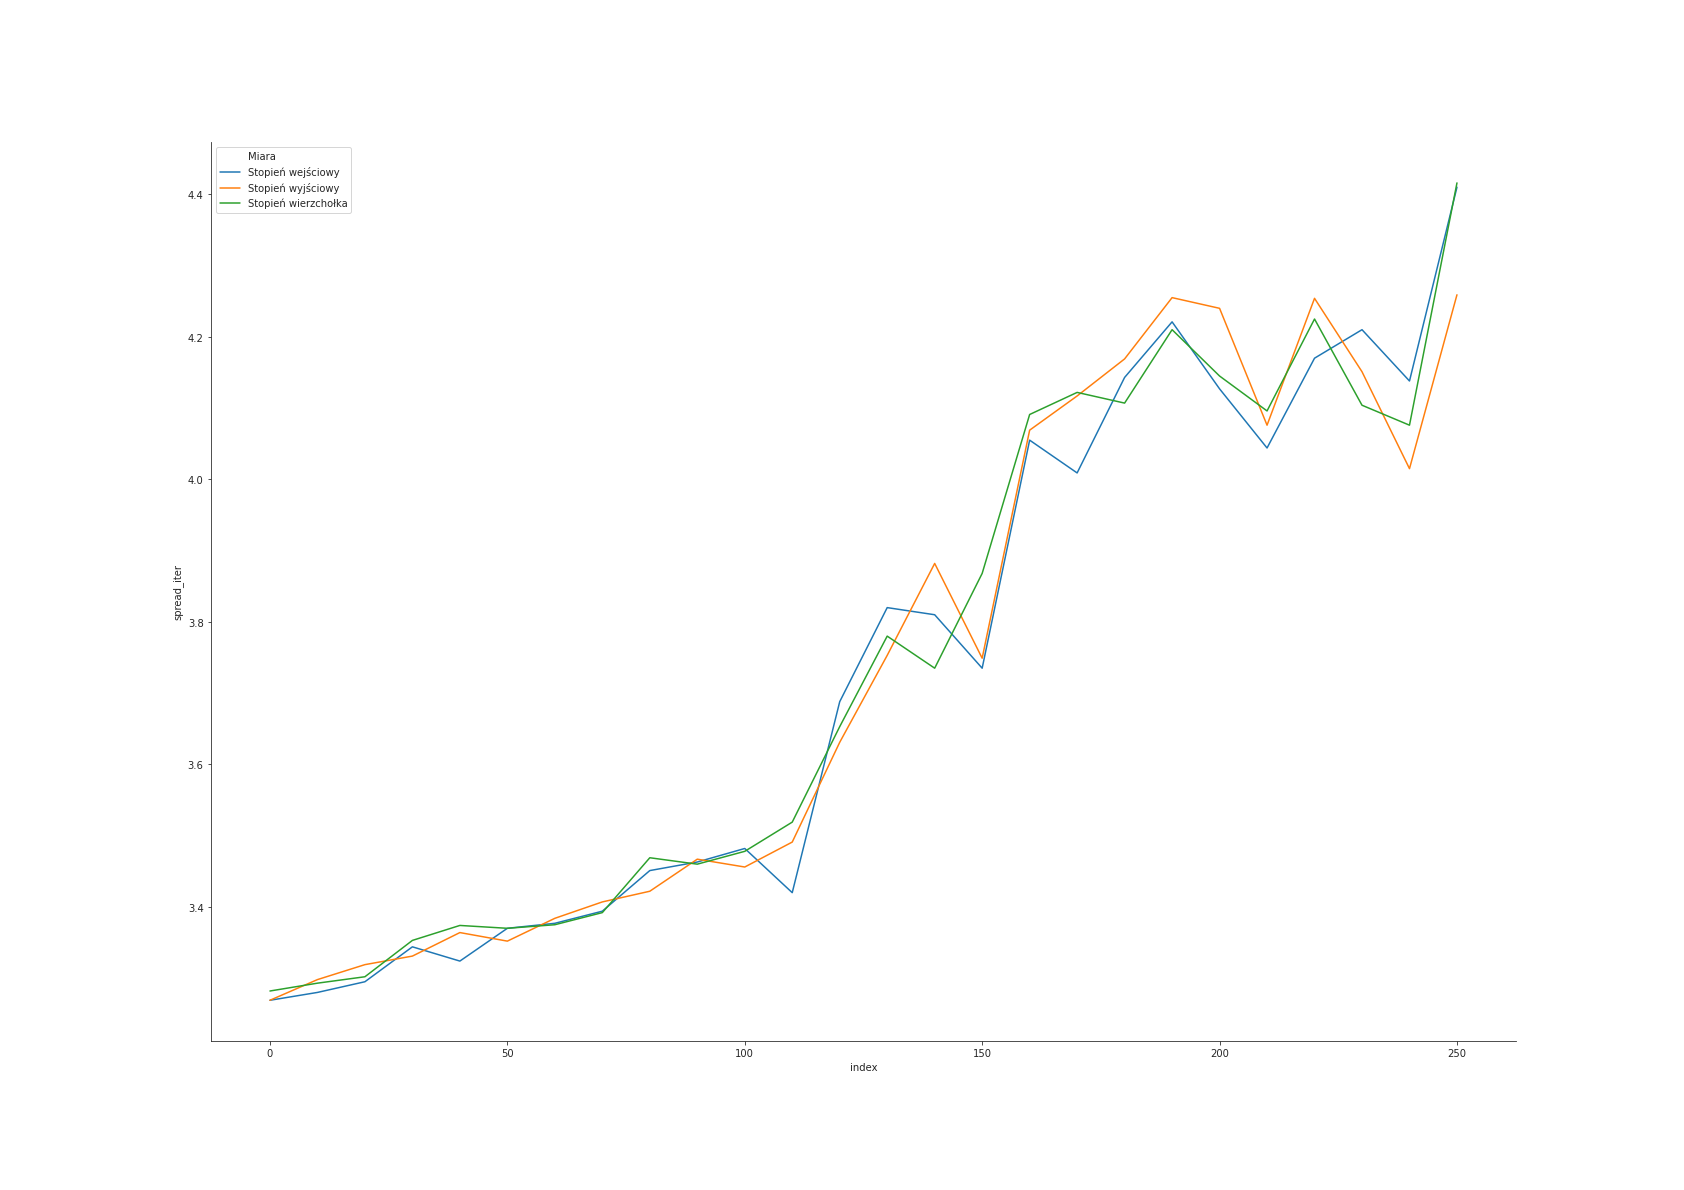 Miara
Stopień wejściowy
Stopień wyjściowy
Stopień wierzchołka
4.4
4.2
4.0
3.8
3.6
3.4
spread_iter
0
50
100
150
200
250
index